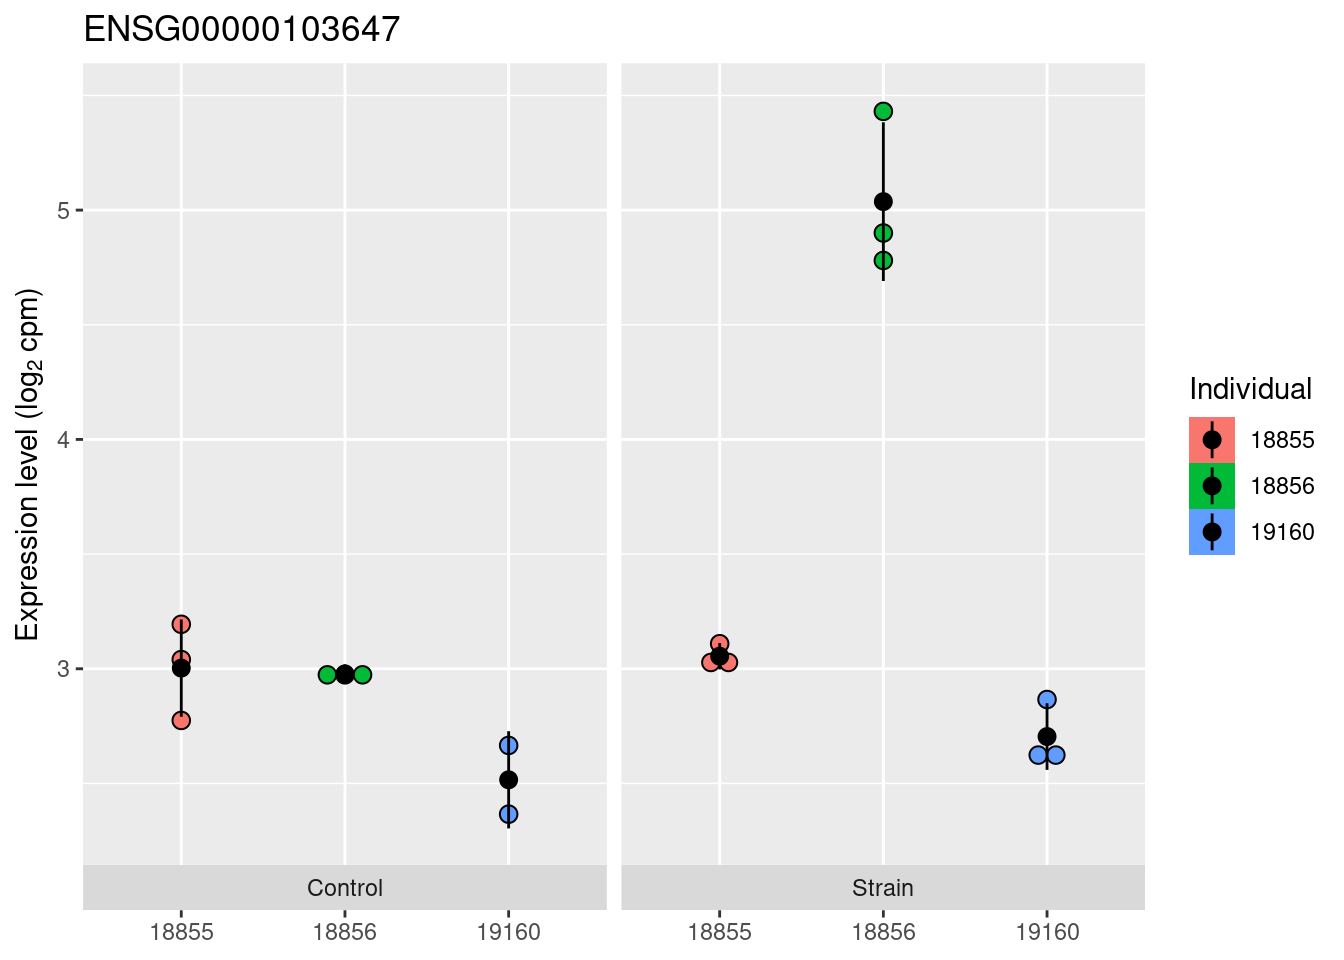 ENSG00000103647
Expression level (log₂ cpm)
5
4
3
Control
Strain
18855
18856
19160
18855
18856
19160
Individual
18855
18856
19160